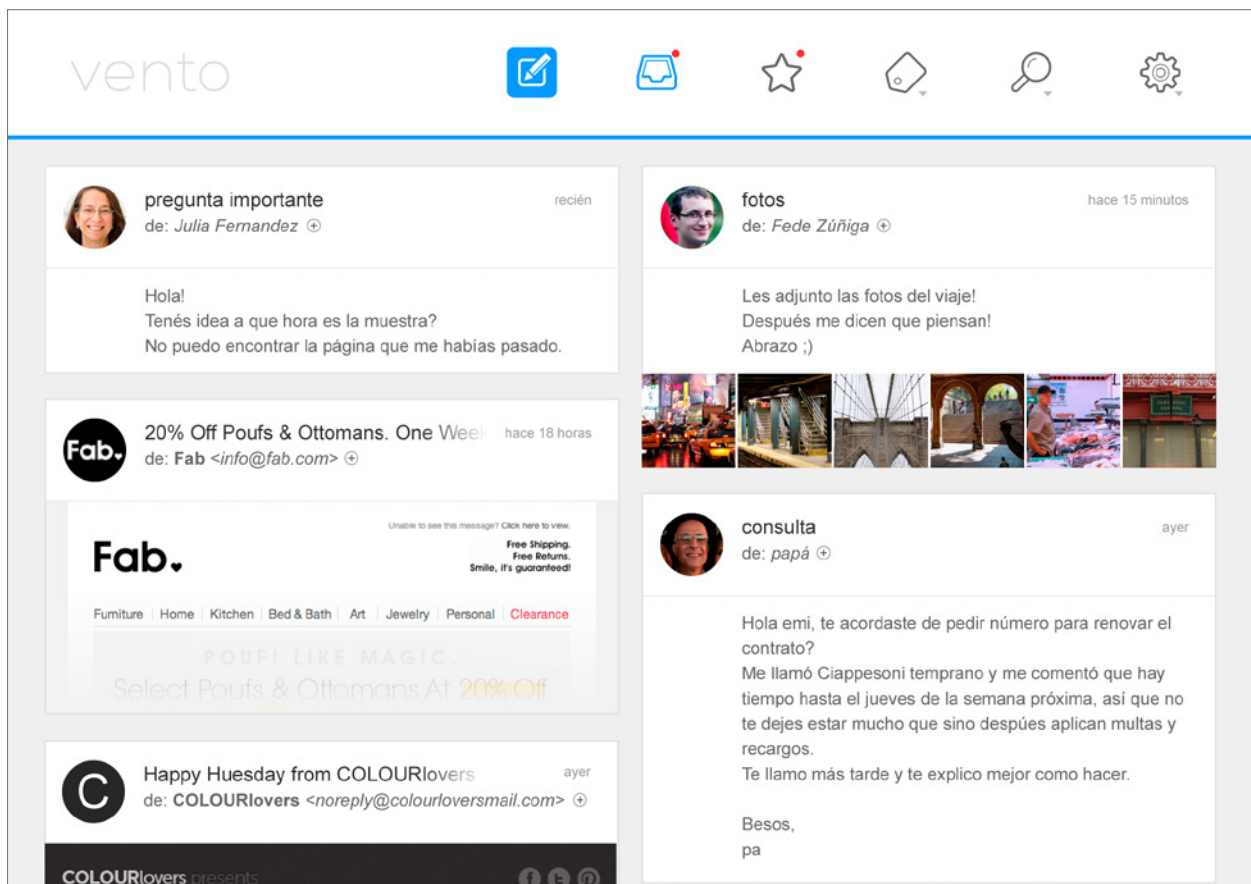 vento
pregunta importante
recién
de: Julia Fernandez
Hola!
Tenés idea a que hora es la muestra?
No puedo encontrar la página que me habías pasado.
Fab.
20% Off Poufs & Ottomans. One Week
hace 18 horas
de: Fab <info@fab.com>
Unable to see this message? Click here to view.
Fab.
Free Shipping.
Free Returns.
Smile, it's guaranteed!
Furniture Home Kitchen Bed & Bath Art Jewelry Personal Clearance
POUF! LIKE MAGIC.
Select Poufs & Ottomans At 20% Off
C
Happy Huesday from COLOURlovers
ayer
de: COLOURlovers <noreply@colourloversmail.com>
COLOURlovers presents
fotos
hace 15 minutos
de: Fede Zúñiga
Les adjunto las fotos del viaje!
Después me dicen que piensan!
Abrazo ;)
consulta
ayer
de: papá
Hola emi, te acordaste de pedir número para renovar el
contrato?
Me llamó Ciappesoni temprano y me comentó que hay
tiempo hasta el jueves de la semana próxima, así que no
te dejes estar mucho que sino despúes aplican multas y
recargos.
Te llamo más tarde y te explico mejor como hacer.
Besos,
pa